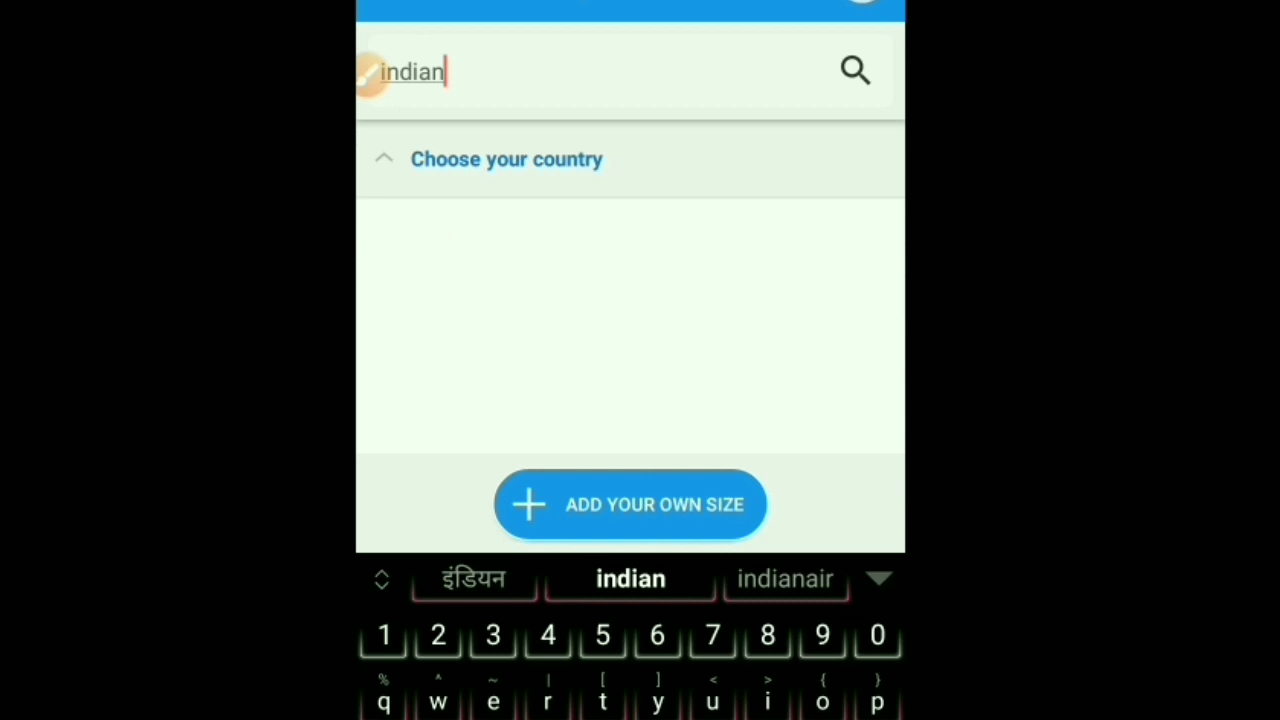 indian
Choose your country
ADD YOUR OWN SIZE
इंडियन indian indianair
1 2 3 4 5 6 7 8 9 0
% ^ ~ | [ ] < > { }
q w e r t y u i o p